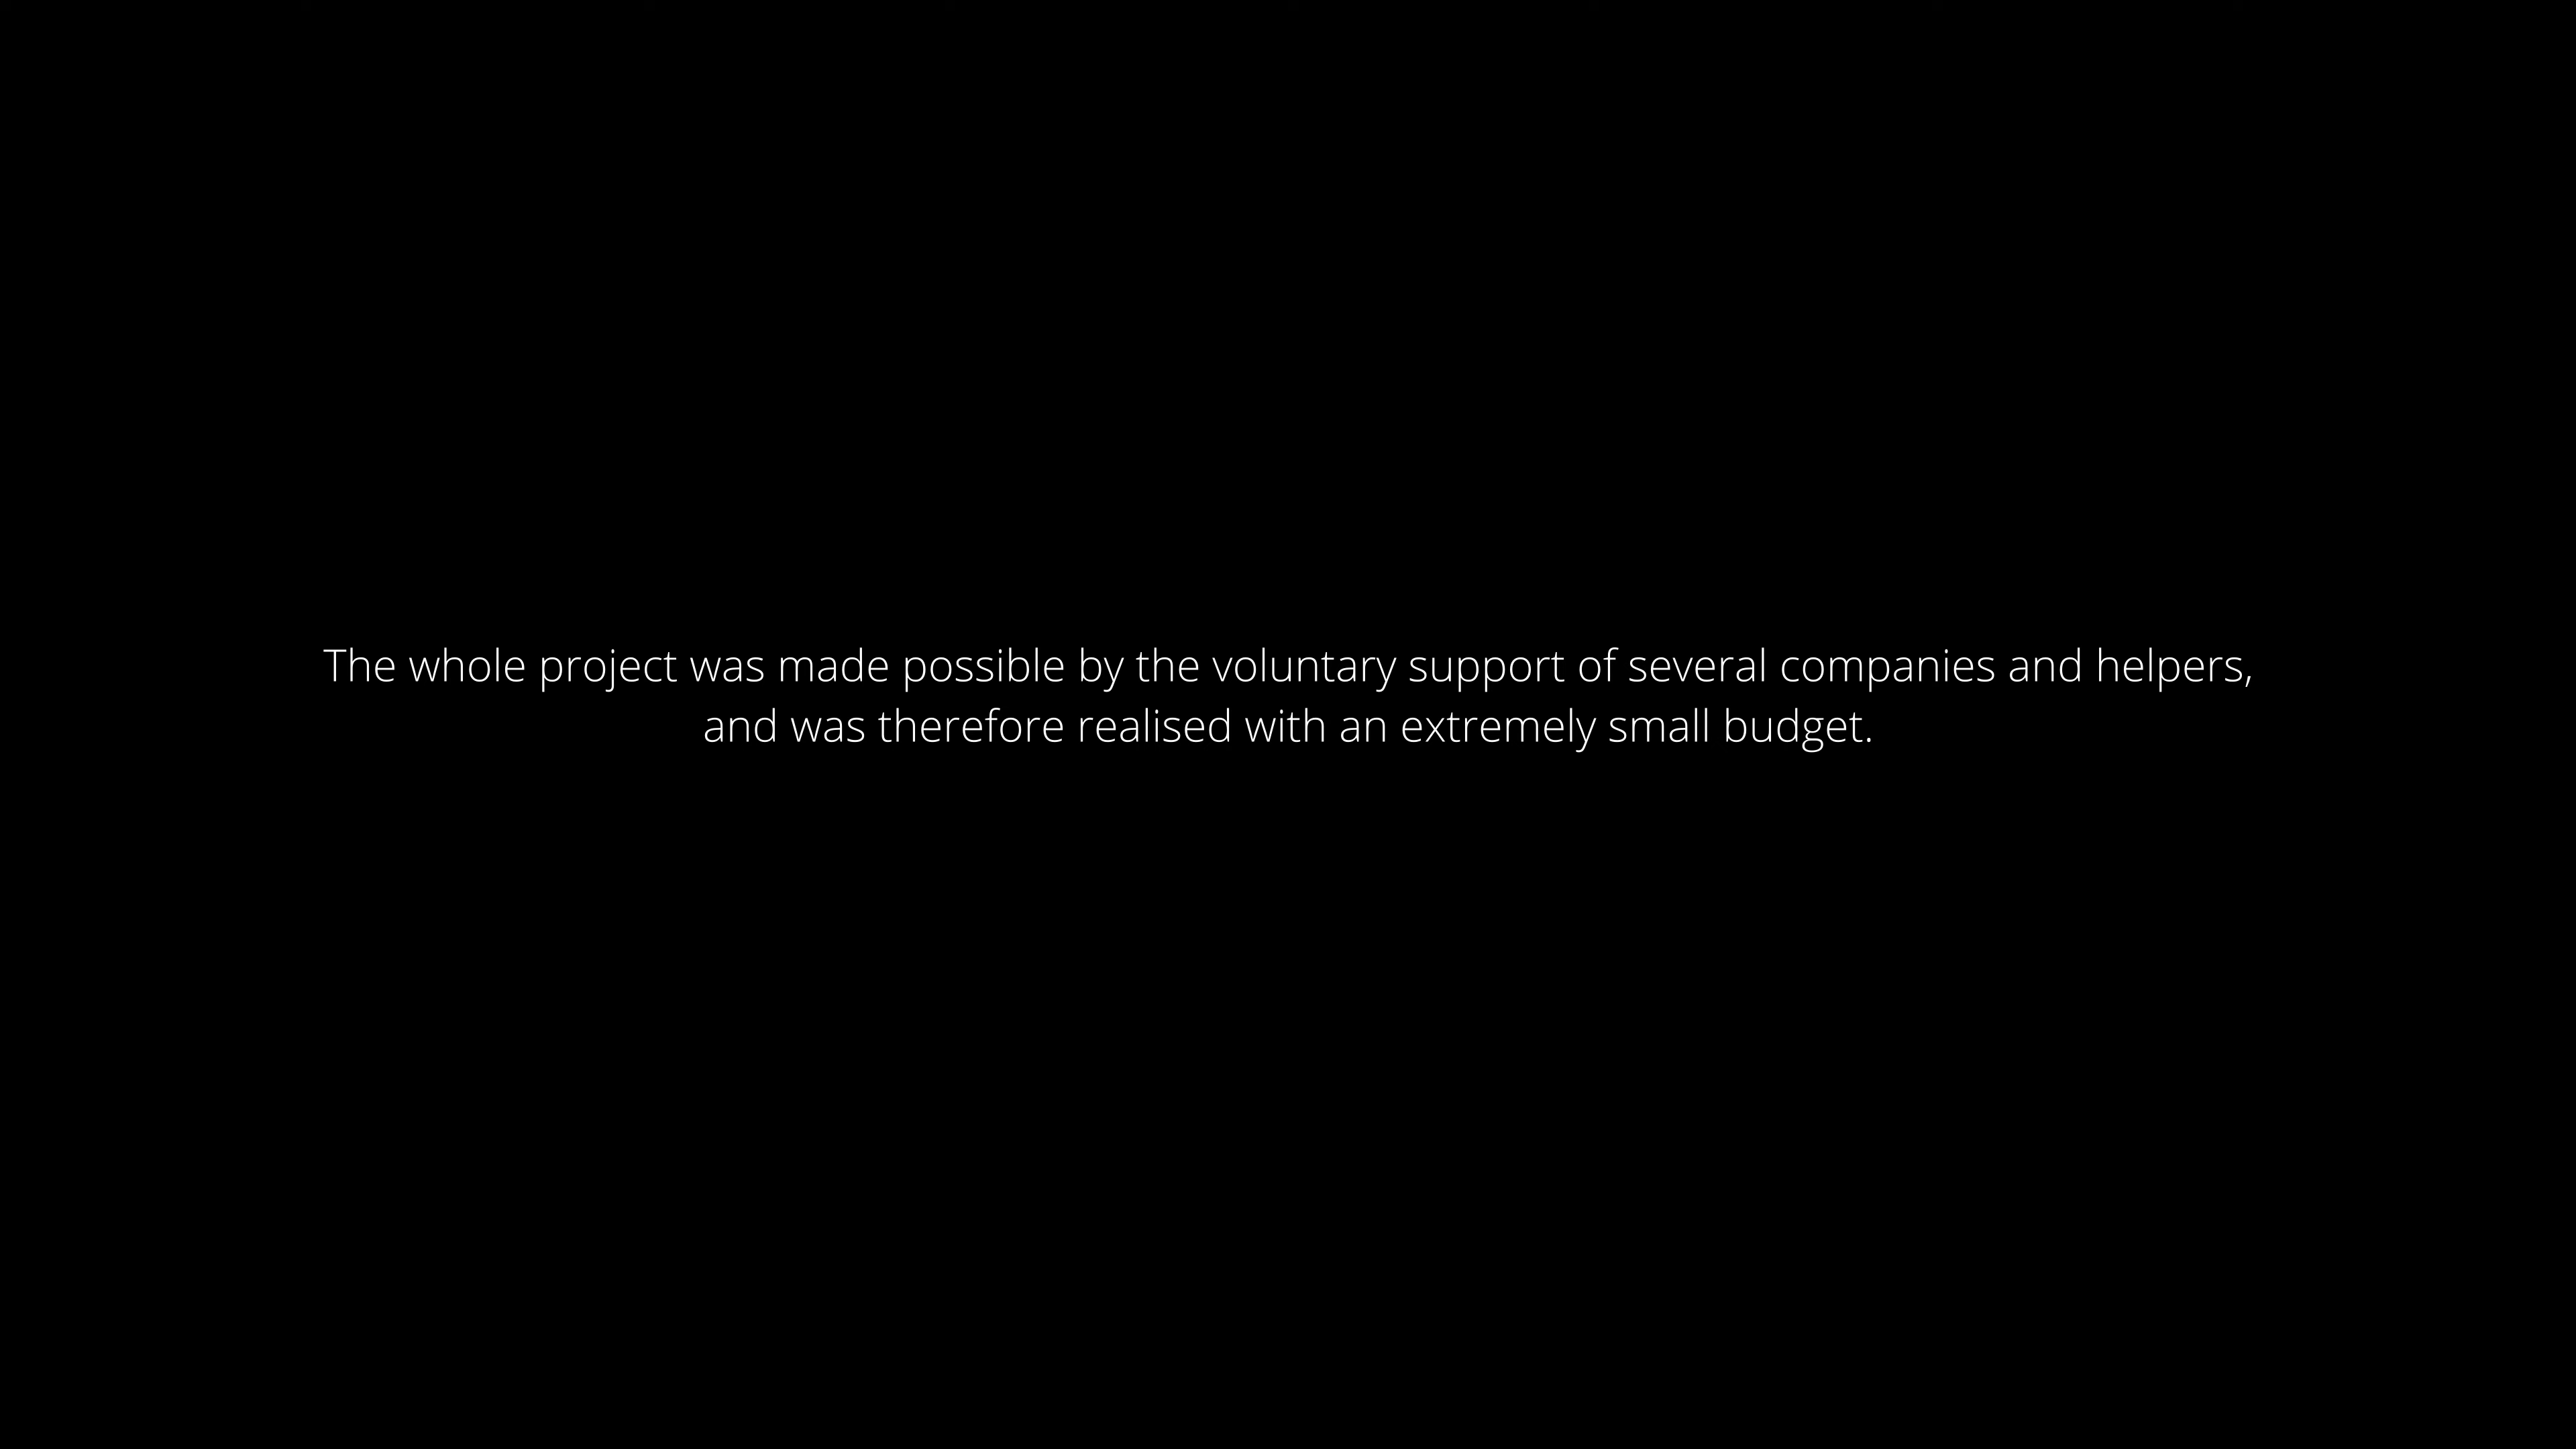 The whole project was made possible by the voluntary support of several companies and helpers,
and was therefore realised with an extremely small budget.